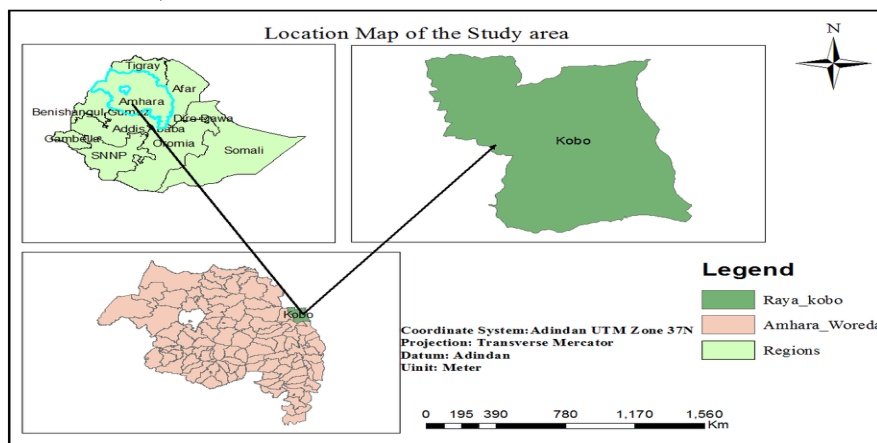 Location Map of the Study area
N
Tigray
Afar
Amhara
Benishangul Gumuz
Dire Dawa
Addis Ababa
Gambella
Oromia
SNNP
Somali
Kobo
Kobo
Legend
Raya_kobo
Amhara_Woreda
Regions
Coordinate System: Adindan UTM Zone 37N
Projection: Transverse Mercator
Datum: Adindan
Uinit: Meter
0 195 390 780 1,170 1,560
Km